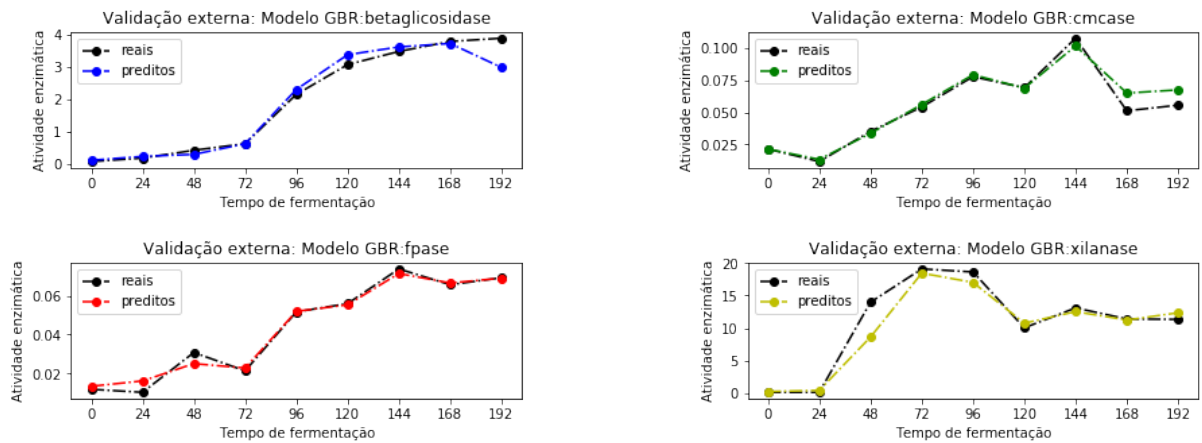 Validação externa: Modelo GBR:betaglicosidase
Atividade enzimática
4
3
2
1
0
reais
preditos
0 24 48 72 96 120 144 168 192
Tempo de fermentação
Validação externa: Modelo GBR:cmcase
Atividade enzimática
0.100
0.075
0.050
0.025
reais
preditos
0 24 48 72 96 120 144 168 192
Tempo de fermentação
Validação externa: Modelo GBR:fpase
Atividade enzimática
0.06
0.04
0.02
reais
preditos
0 24 48 72 96 120 144 168 192
Tempo de fermentação
Validação externa: Modelo GBR:xilanase
Atividade enzimática
20
15
10
5
0
reais
preditos
0 24 48 72 96 120 144 168 192
Tempo de fermentação